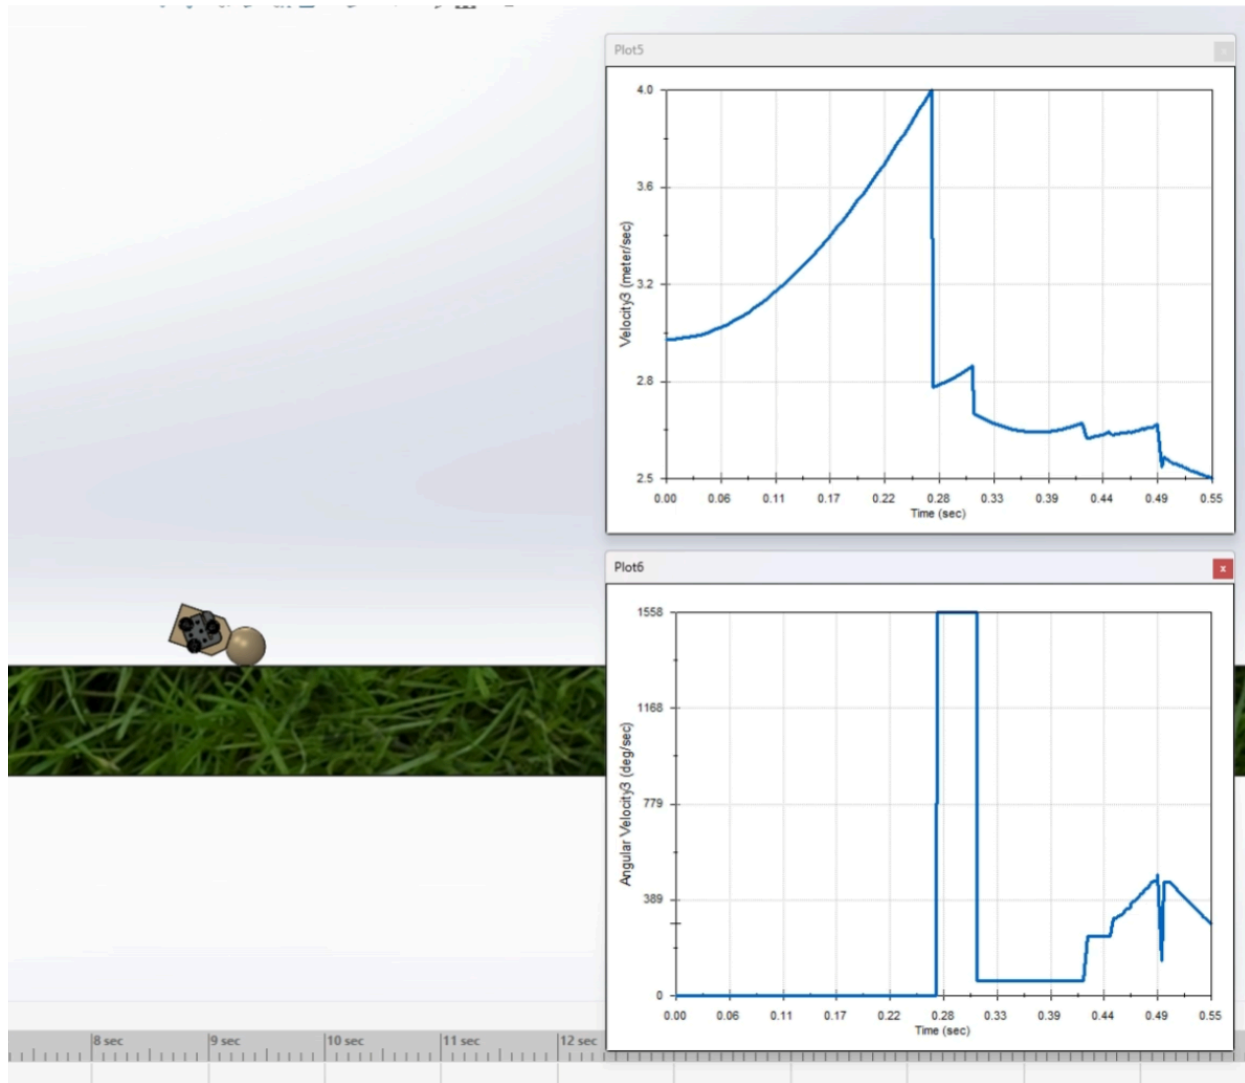 Plot5
4.0
3.6
3.2
2.8
2.5
Velocity3 (meter/sec)
0.00 0.06 0.11 0.17 0.22 0.28 0.33 0.39 0.44 0.49 0.55
Time (sec)
Plot6
x
1558
1168
779
389
0
Angular Velocity3 (deg/sec)
0.00 0.06 0.11 0.17 0.22 0.28 0.33 0.39 0.44 0.49 0.55
Time (sec)
8 sec 9 sec 10 sec 11 sec 12 sec